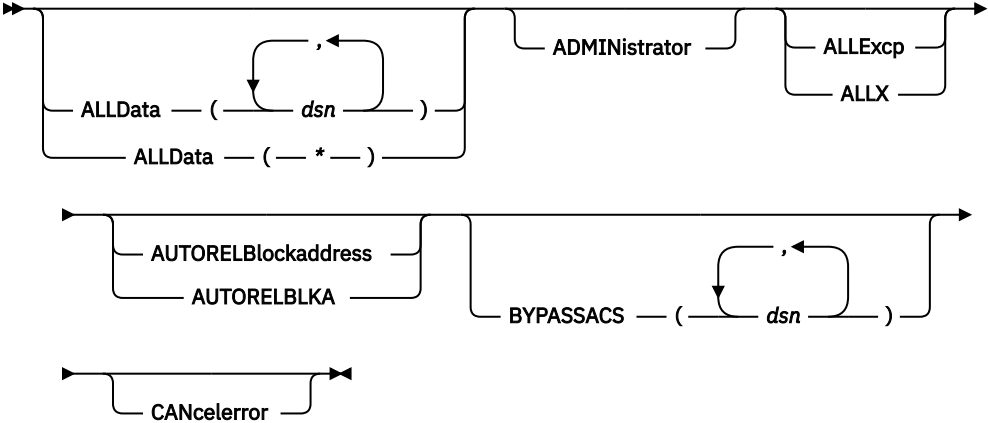 ,
ADMINistrator
ALLExcp
ALLData ( dsn )
ALLX
ALLData ( * )
AUTORELBlockaddress
,
AUTORELBLKA
BYPASSACS ( dsn )
CANcelerror